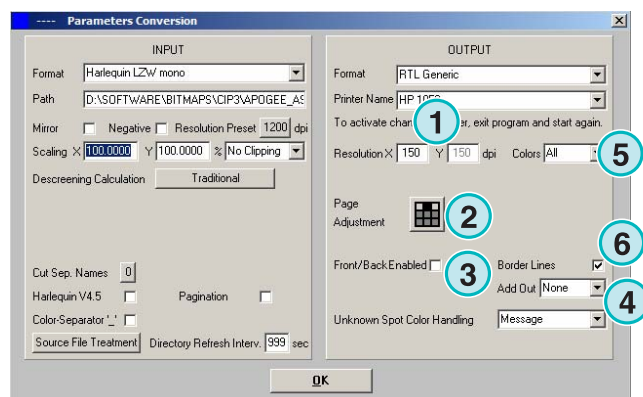 ---- Parameters Conversion
INPUT
Format Harlequin LZW mono
Path D:\SOFTWARE\BITMAPS\CIP3\APOGEE_AS
Mirror Negative Resolution Preset 1200 dpi
Scaling X 100.0000 Y 100.0000 % No Clipping
Descreening Calculation Traditional
Cut Sep. Names 0
Harlequin V4.5 Pagination
Color-Separator '_'
Source File Treatment Directory Refresh Interv. 999 sec
OUTPUT
Format RTL Generic
Printer Name HP
1
To activate exit program and start again.
Resolution X 150 Y 150 dpi Colors All
5
Page
Adjustment
2
6
Front/Back Enabled
3
Border Lines
Add Out None
4
Unknown Spot Color Handling Message
OK